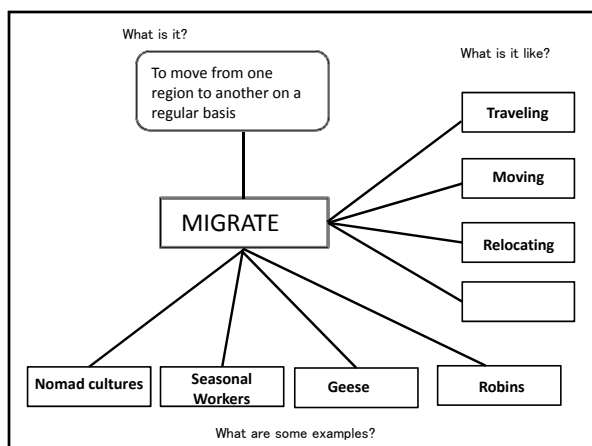 What is it?
To move from one
region to another on a
regular basis
What is it like?
Traveling
Moving
Relocating
MIGRATE
Nomad cultures
Seasonal
Workers
Geese
Robins
What are some examples?